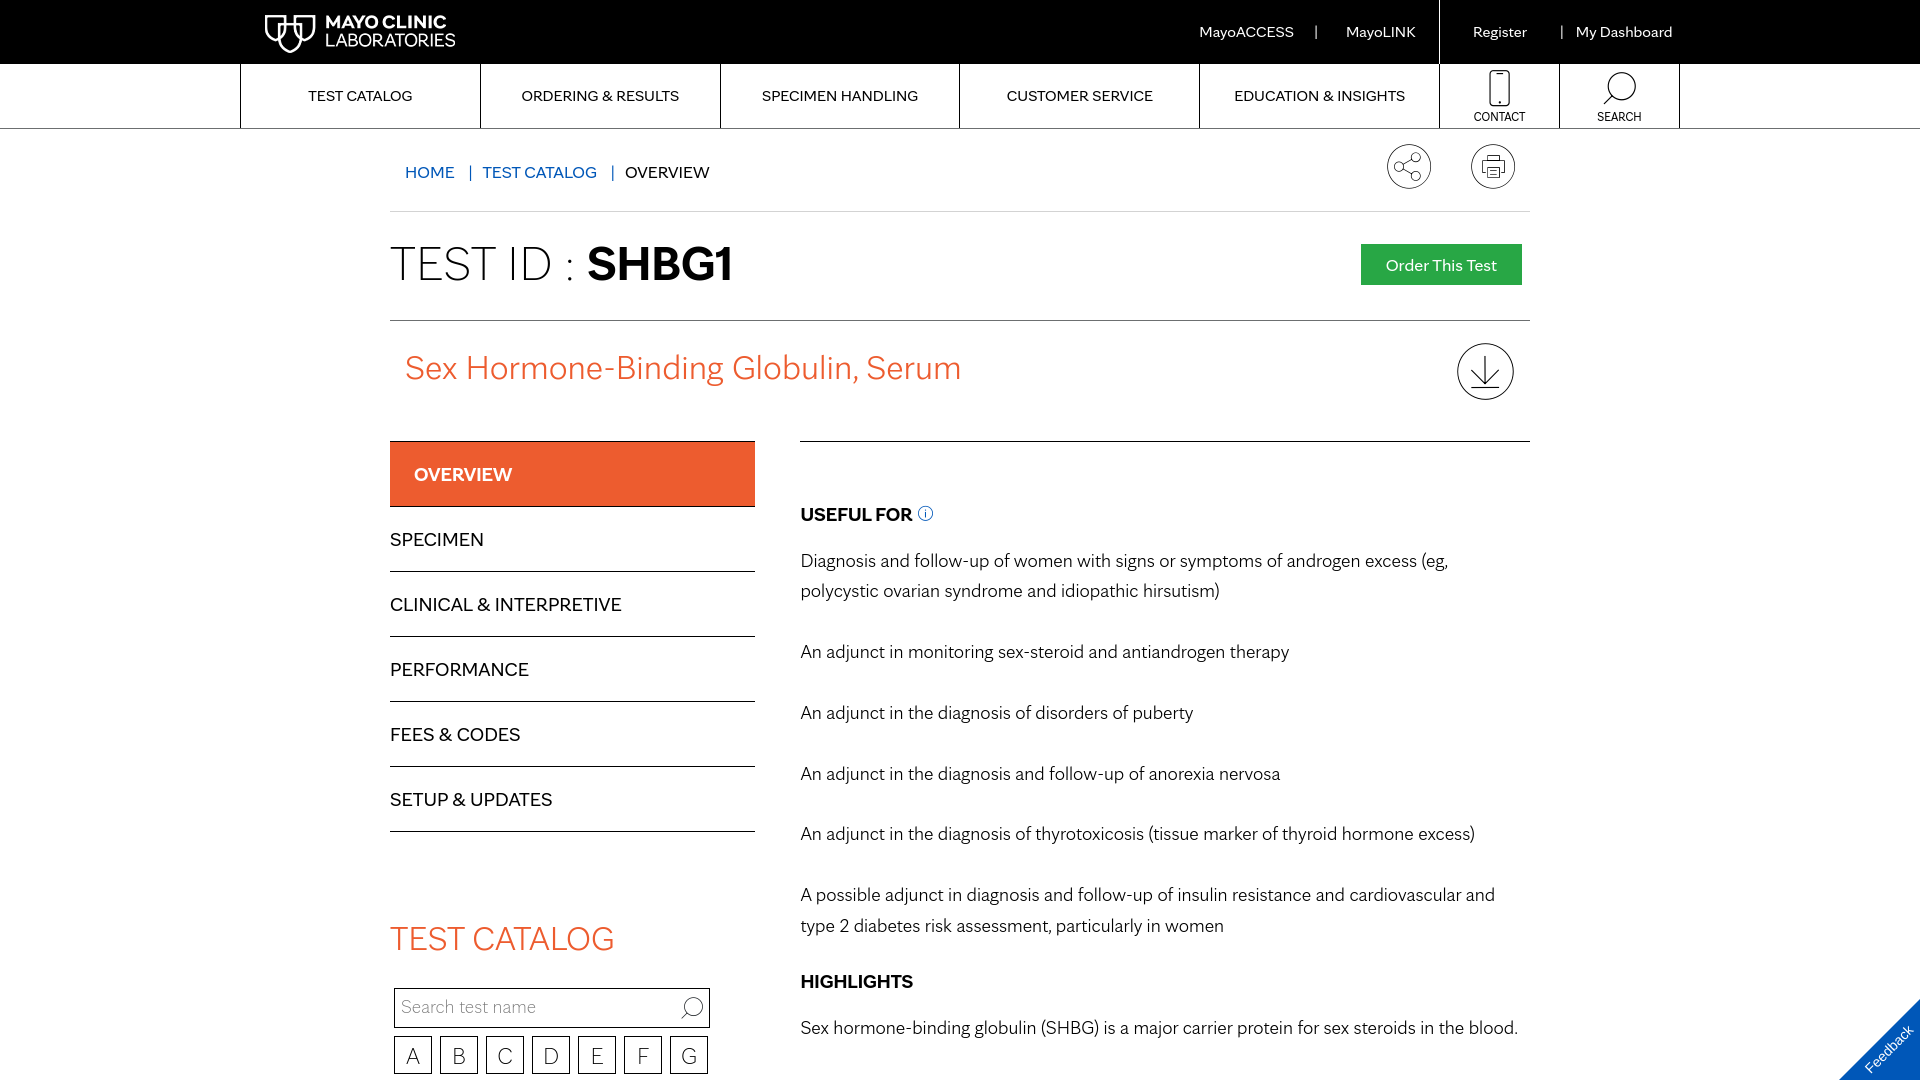 MAYO CLINIC
LABORATORIES
MayoACCESS | MayoLINK Register | My Dashboard
TEST CATALOG ORDERING & RESULTS SPECIMEN HANDLING CUSTOMER SERVICE EDUCATION & INSIGHTS CONTACT SEARCH
HOME | TEST CATALOG | OVERVIEW
TEST ID : SHBG1
Order This Test
Sex Hormone-Binding Globulin, Serum
OVERVIEW
SPECIMEN
CLINICAL & INTERPRETIVE
PERFORMANCE
FEES & CODES
SETUP & UPDATES
TEST CATALOG
Search test name
A B C D E F G
USEFUL FOR
Diagnosis and follow-up of women with signs or symptoms of androgen excess (eg,
polycystic ovarian syndrome and idiopathic hirsutism)
An adjunct in monitoring sex-steroid and antiandrogen therapy
An adjunct in the diagnosis of disorders of puberty
An adjunct in the diagnosis and follow-up of anorexia nervosa
An adjunct in the diagnosis of thyrotoxicosis (tissue marker of thyroid hormone excess)
A possible adjunct in diagnosis and follow-up of insulin resistance and cardiovascular and
type 2 diabetes risk assessment, particularly in women
HIGHLIGHTS
Sex hormone-binding globulin (SHBG) is a major carrier protein for sex steroids in the blood.
Feedback